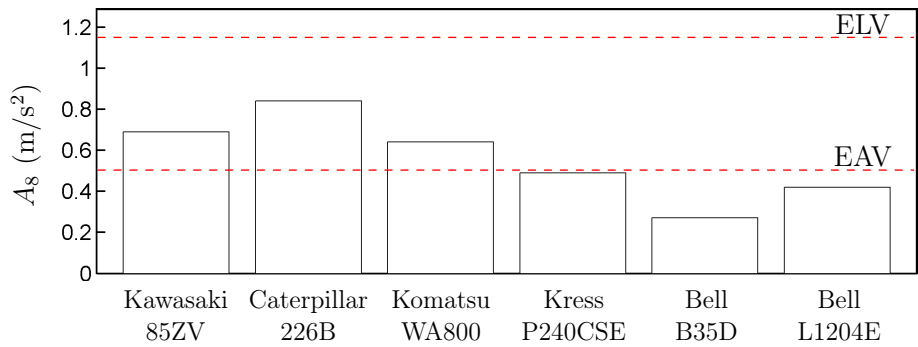 A₈ (m/s²)
1.2
1
0.8
0.6
0.4
0.2
0
ELV
EAV
Kawasaki
85ZV
Caterpillar
226B
Komatsu
WA800
Kress
P240CSE
Bell
B35D
Bell
L1204E